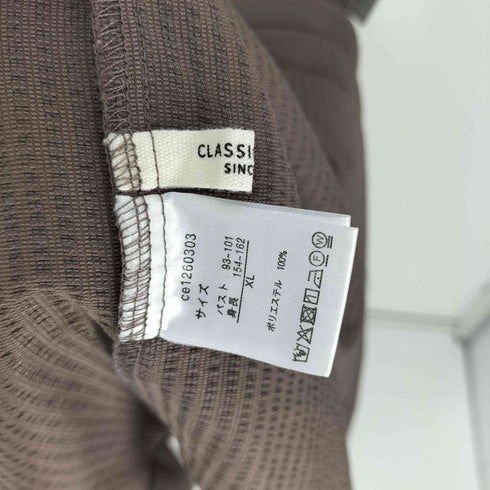 CLASSI
SINC
ce1260303
サイズ
バスト 93-101
身長 154-162
XL
ポリエステル 100%